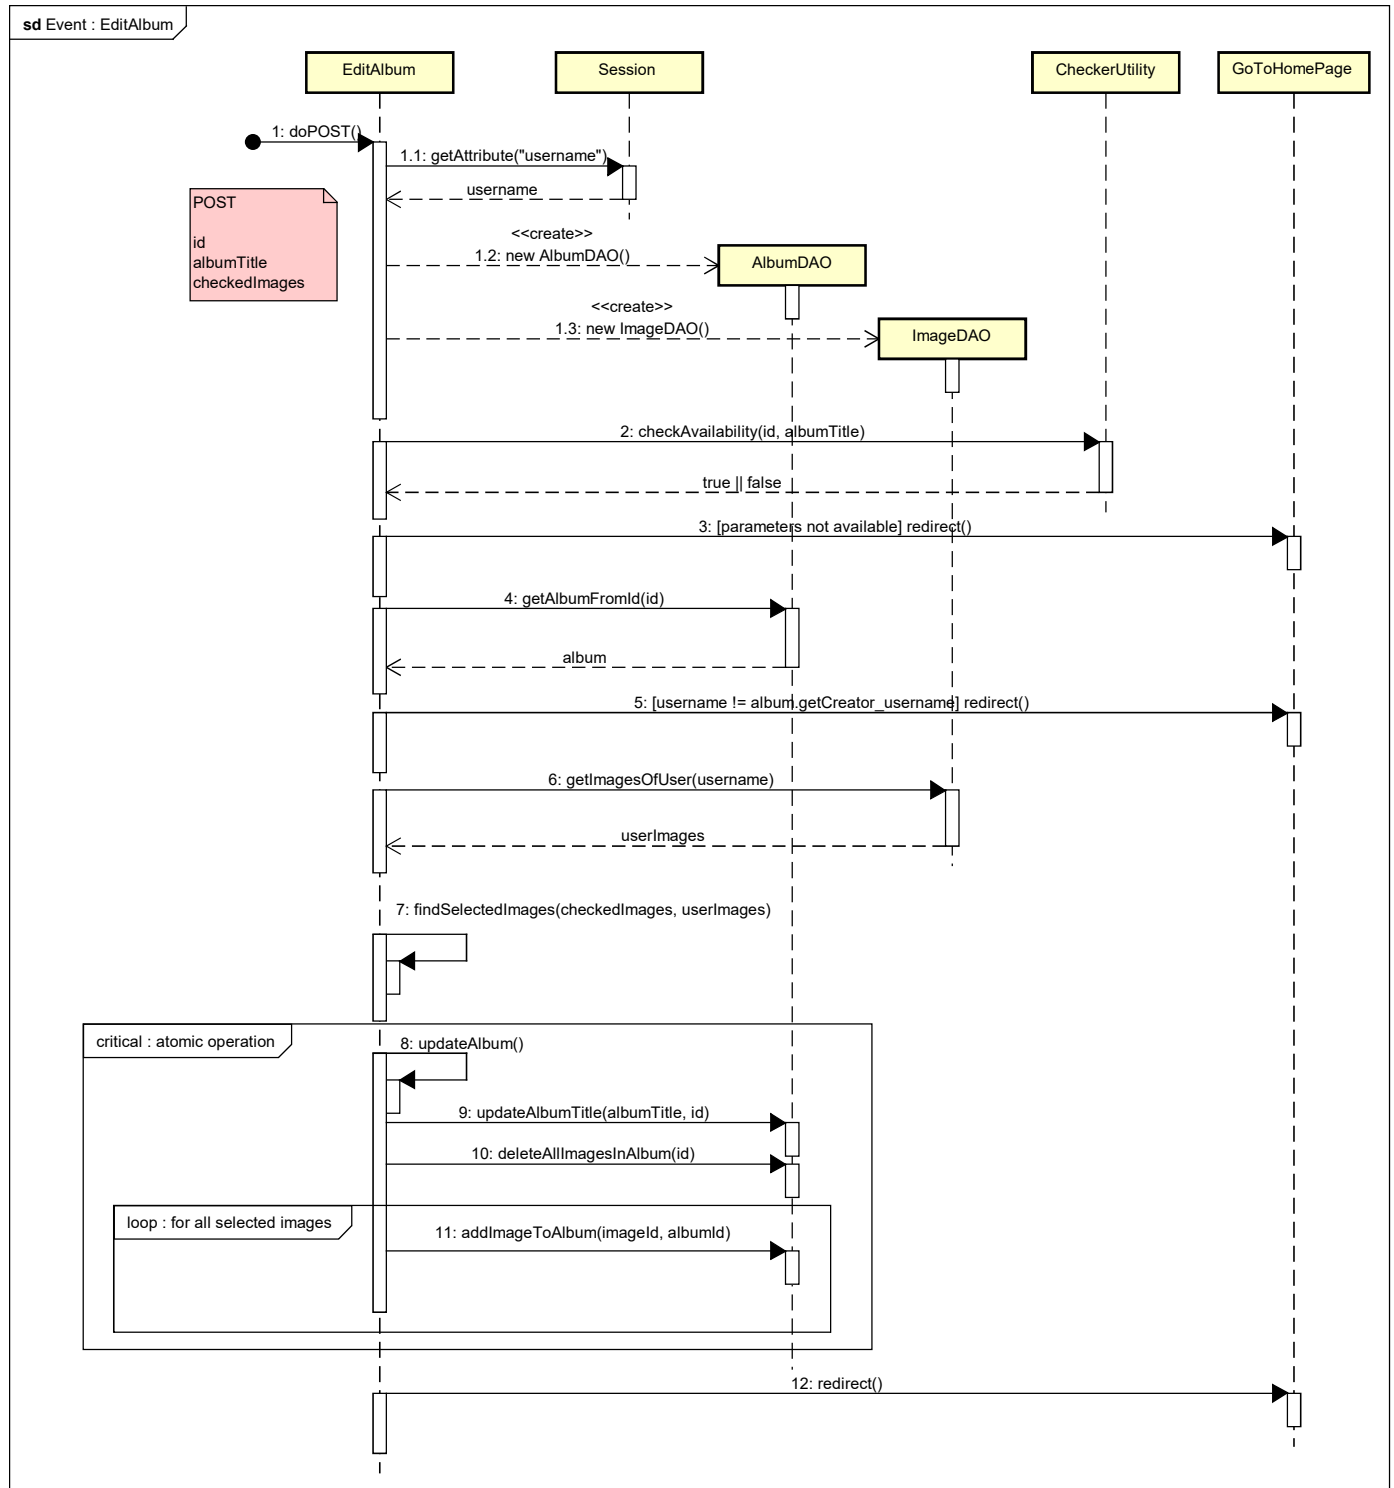 sd Event : EditAlbum
EditAlbum
Session
CheckerUtility
GoToHomePage
1: doPOST()
1.1: getAttribute("username")
username
POST
id
albumTitle
checkedImages
<<create>>
1.2: new AlbumDAO()
AlbumDAO
<<create>>
1.3: new ImageDAO()
ImageDAO
2: checkAvailability(id, albumTitle)
true || false
3: [parameters not available] redirect()
4: getAlbumFromId(id)
album
5: [username != album.getCreator_username] redirect()
6: getImagesOfUser(username)
userImages
7: findSelectedImages(checkedImages, userImages)
critical : atomic operation
8: updateAlbum()
9: updateAlbumTitle(albumTitle, id)
10: deleteAllImagesInAlbum(id)
loop : for all selected images
11: addImageToAlbum(imageId, albumId)
12: redirect()